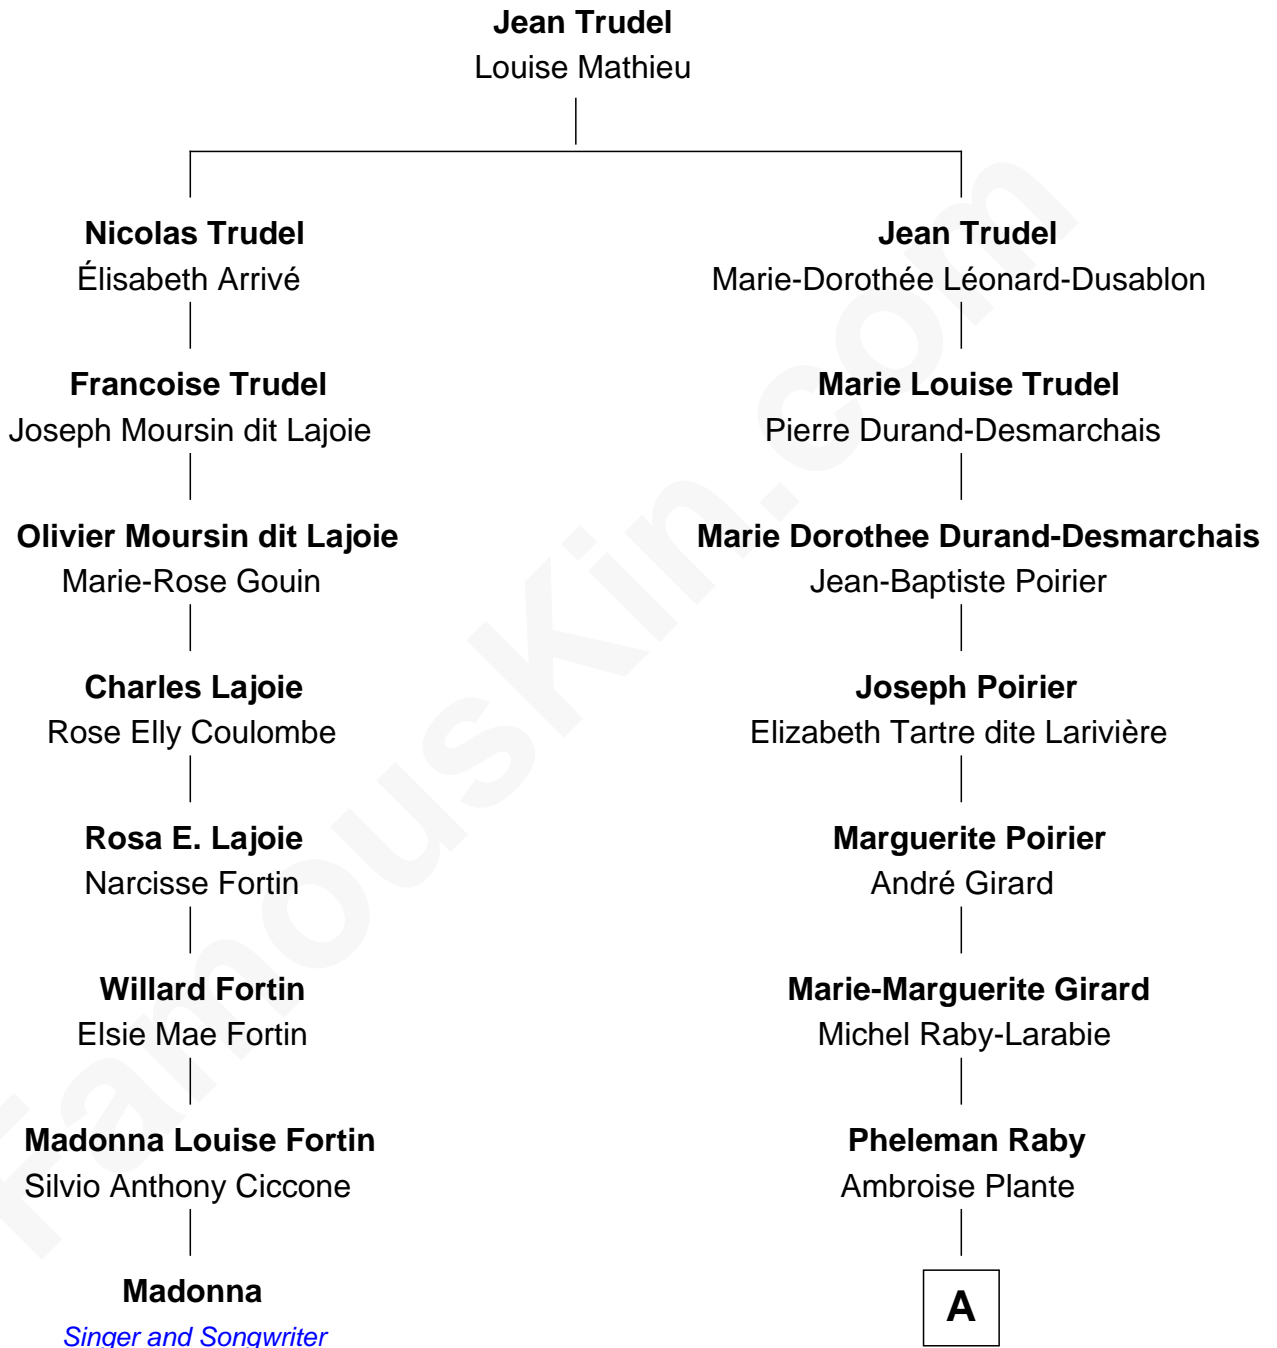 Jean Trudel
Louise Mathieu
Nicolas Trudel
Élisabeth Arrivé
Jean Trudel
Marie-Dorothée Léonard-Dusablon
Francoise Trudel
Joseph Moursin dit Lajoie
Marie Louise Trudel
Pierre Durand-Desmarchais
Olivier Moursin dit Lajoie
Marie-Rose Gouin
Marie Dorothee Durand-Desmarchais
Jean-Baptiste Poirier
Charles Lajoie
Rose Elly Coulombe
Joseph Poirier
Elizabeth Tartre dite Larivière
Rosa E. Lajoie
Narcisse Fortin
Marguerite Poirier
André Girard
Willard Fortin
Elsie Mae Fortin
Marie-Marguerite Girard
Michel Raby-Larabie
Madonna Louise Fortin
Silvio Anthony Ciccone
Pheleman Raby
Ambroise Plante
Madonna
Singer and Songwriter
A
FamousKin.com